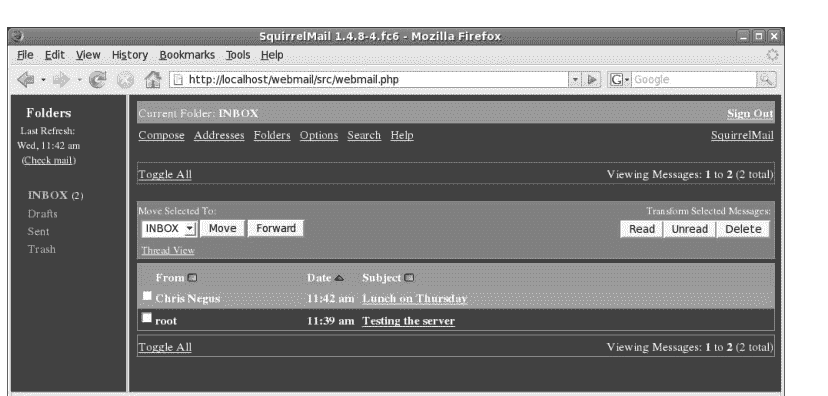 SquirrelMail 1.4.8-4.fc6 - Mozilla Firefox
File Edit View History Bookmarks Tools Help
http://localhost/webmail/src/webmail.php
G Google
Folders
Last Refresh:
Wed, 11:42 am
(Check mail)
INBOX (2)
Drafts
Sent
Trash
Current Folder: INBOX Sign Out
Compose Addresses Folders Options Search Help SquirrelMail
Toggle All Viewing Messages: 1 to 2 (2 total)
Move Selected To: Transform Selected Messages:
INBOX Move Forward Read Unread Delete
Thread View
From Date Subject
Chris Negus 11:42 am Lunch on Thursday
root 11:39 am Testing the server
Toggle All Viewing Messages: 1 to 2 (2 total)